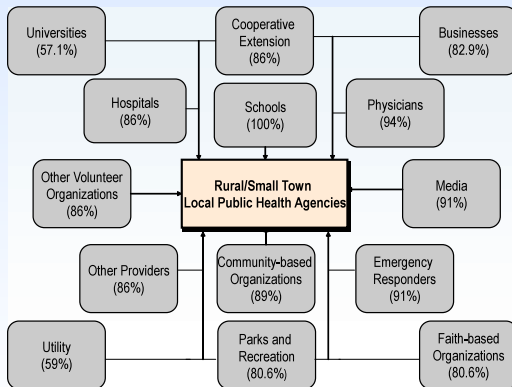 Universities
(57.1%)
Cooperative
Extension
(86%)
Businesses
(82.9%)
Hospitals
(86%)
Schools
(100%)
Physicians
(94%)
Other Volunteer
Organizations
(86%)
Rural/Small Town
Local Public Health Agencies
Media
(91%)
Other Providers
(86%)
Community-based
Organizations
(89%)
Emergency
Responders
(91%)
Utility
(59%)
Parks and
Recreation
(80.6%)
Faith-based
Organizations
(80.6%)